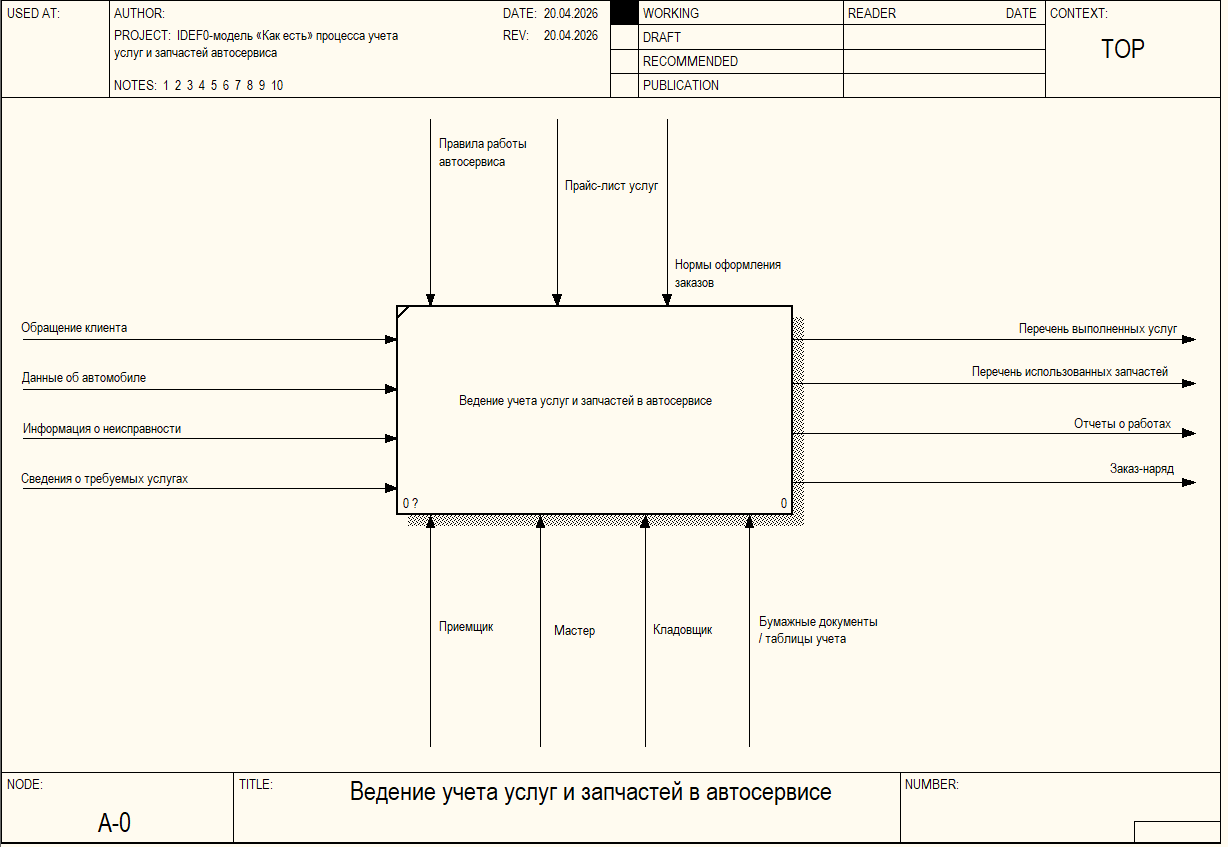 USED AT:
AUTHOR:
DATE: 20.04.2026
PROJECT: IDEF0-модель «Как есть» процесса учета
услуг и запчастей автосервиса
REV: 20.04.2026
NOTES: 1 2 3 4 5 6 7 8 9 10
WORKING
DRAFT
RECOMMENDED
PUBLICATION
READER
DATE
CONTEXT:
TOP
Правила работы
автосервиса
Прайс-лист услуг
Нормы оформления
заказов
Обращение клиента
Данные об автомобиле
Информация о неисправности
Сведения о требуемых услугах
Ведение учета услуг и запчастей в автосервисе
0 ?
0
Перечень выполненных услуг
Перечень использованных запчастей
Отчеты о работах
Заказ-наряд
Приемщик
Мастер
Кладовщик
Бумажные документы
/ таблицы учета
NODE:
A-0
TITLE:
Ведение учета услуг и запчастей в автосервисе
NUMBER: